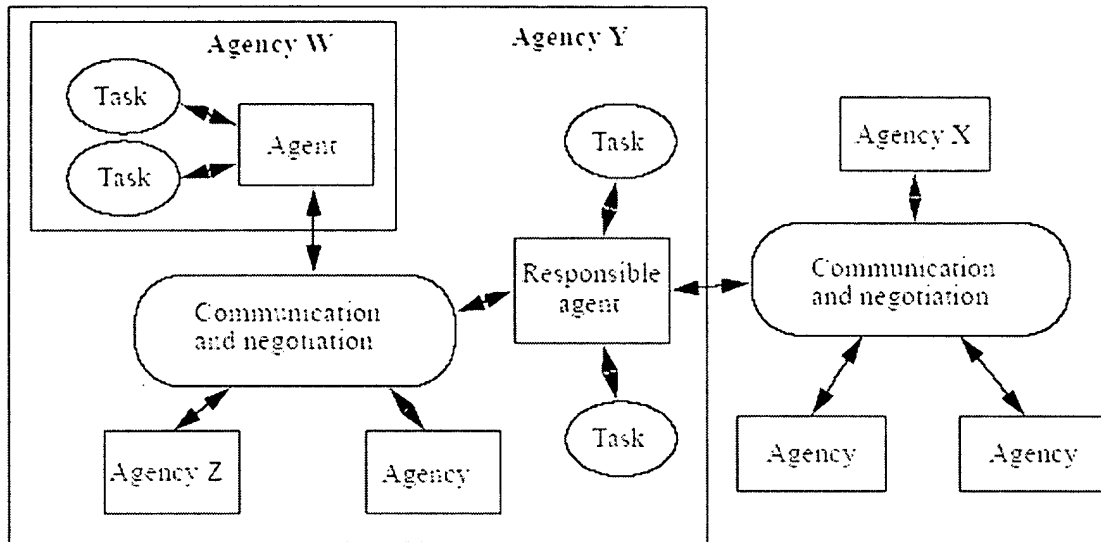 Agency W
Agency Y
Task
Task
Agent
Task
Agency X
Responsible
agent
Communication
and negotiation
Communication
and negotiation
Task
Agency Z
Agency
Agency
Agency